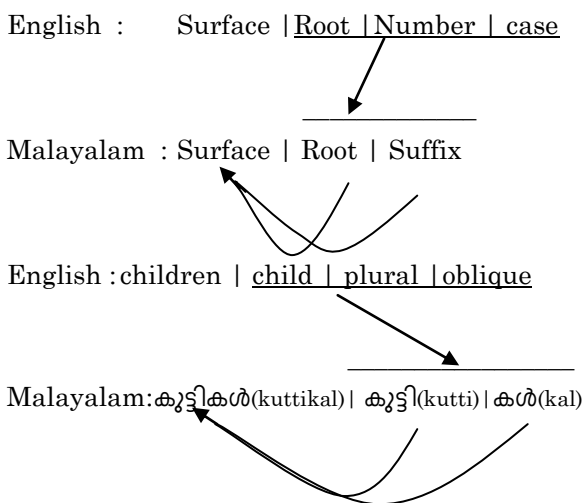 English : Surface | Root | Number | case
Malayalam : Surface | Root | Suffix
English : children | child | plural | oblique
Malayalam: കുട്ടികൾ(kuttikal)| കുട്ടി(kutti)| കൾ(kal)